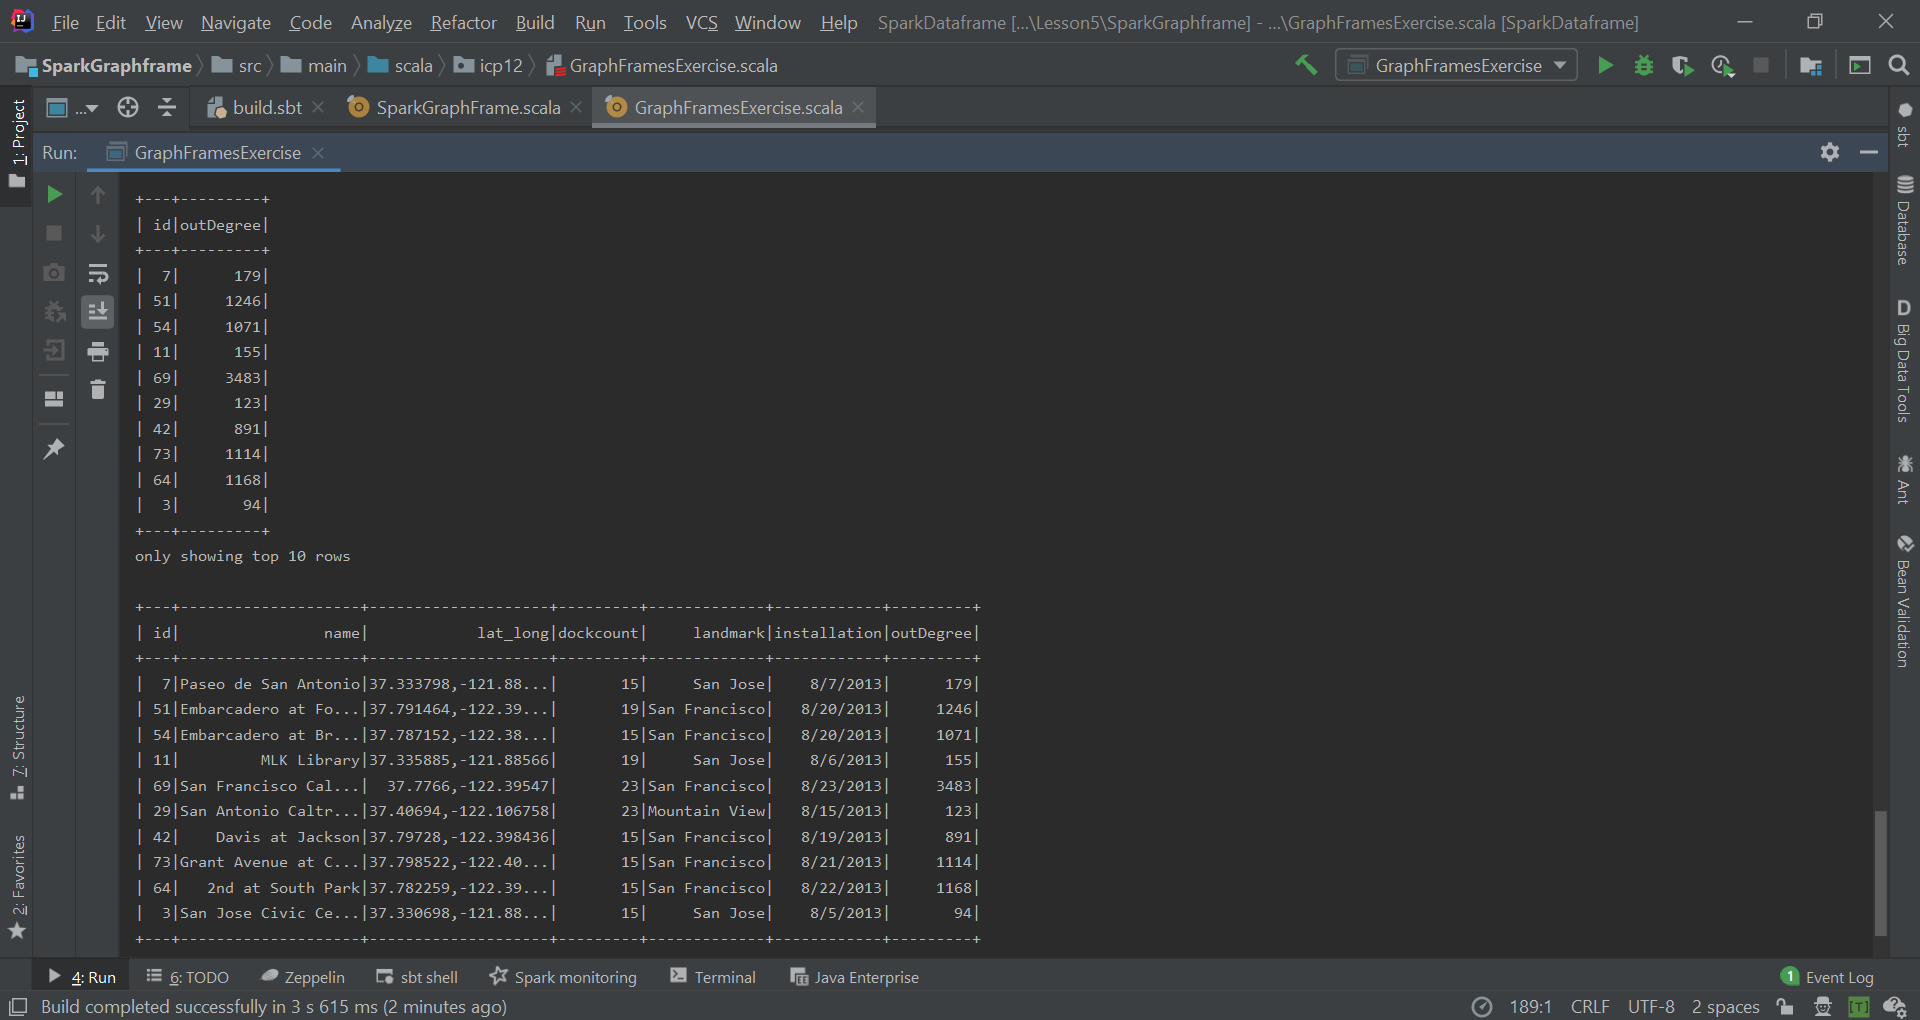 File Edit View Navigate Code Analyze Refactor Build Run Tools VCS Window Help SparkDataframe [...\Lesson5\SparkGraphframe] - ...\GraphFramesExercise.scala [SparkDataframe]
SparkGraphframe src main scala icp12 GraphFramesExercise.scala GraphFramesExercise
... build.sbt SparkGraphFrame.scala GraphFramesExercise.scala
Run: GraphFramesExercise
1: Project
7: Structure
2: Favorites
+---+---------+
| id|outDegree|
+---+---------+
|  7|      179|
| 51|     1246|
| 54|     1071|
| 11|      155|
| 69|     3483|
| 29|      123|
| 42|      891|
| 73|     1114|
| 64|     1168|
|  3|       94|
+---+---------+
only showing top 10 rows
+---+--------------------+--------------------+---------+-------------+------------+---------+
| id|                name|            lat_long|dockcount|     landmark|installation|outDegree|
+---+--------------------+--------------------+---------+-------------+------------+---------+
|  7|Paseo de San Antonio|37.333798,-121.88...|       15|     San Jose|    8/7/2013|      179|
| 51|Embarcadero at Fo...|37.791464,-122.39...|       19|San Francisco|   8/20/2013|     1246|
| 54|Embarcadero at Br...|37.787152,-122.38...|       15|San Francisco|   8/20/2013|     1071|
| 11|         MLK Library|37.335885,-121.88566|       19|     San Jose|    8/6/2013|      155|
| 69|San Francisco Cal...|  37.7766,-122.39547|       23|San Francisco|   8/23/2013|     3483|
| 29|San Antonio Caltr...|37.40694,-122.106758|       23|Mountain View|   8/15/2013|      123|
| 42|    Davis at Jackson|37.79728,-122.398436|       15|San Francisco|   8/19/2013|      891|
| 73|Grant Avenue at C...|37.798522,-122.40...|       15|San Francisco|   8/21/2013|     1114|
| 64|   2nd at South Park|37.782259,-122.39...|       15|San Francisco|   8/22/2013|     1168|
|  3|San Jose Civic Ce...|37.330698,-121.88...|       15|     San Jose|    8/5/2013|       94|
+---+--------------------+--------------------+---------+-------------+------------+---------+
sbt
Database
D Big Data Tools
Ant
Bean Validation
4: Run 6: TODO Zeppelin sbt shell Spark monitoring Terminal Java Enterprise 1 Event Log
Build completed successfully in 3 s 615 ms (2 minutes ago) 189:1 CRLF UTF-8 2 spaces [T]